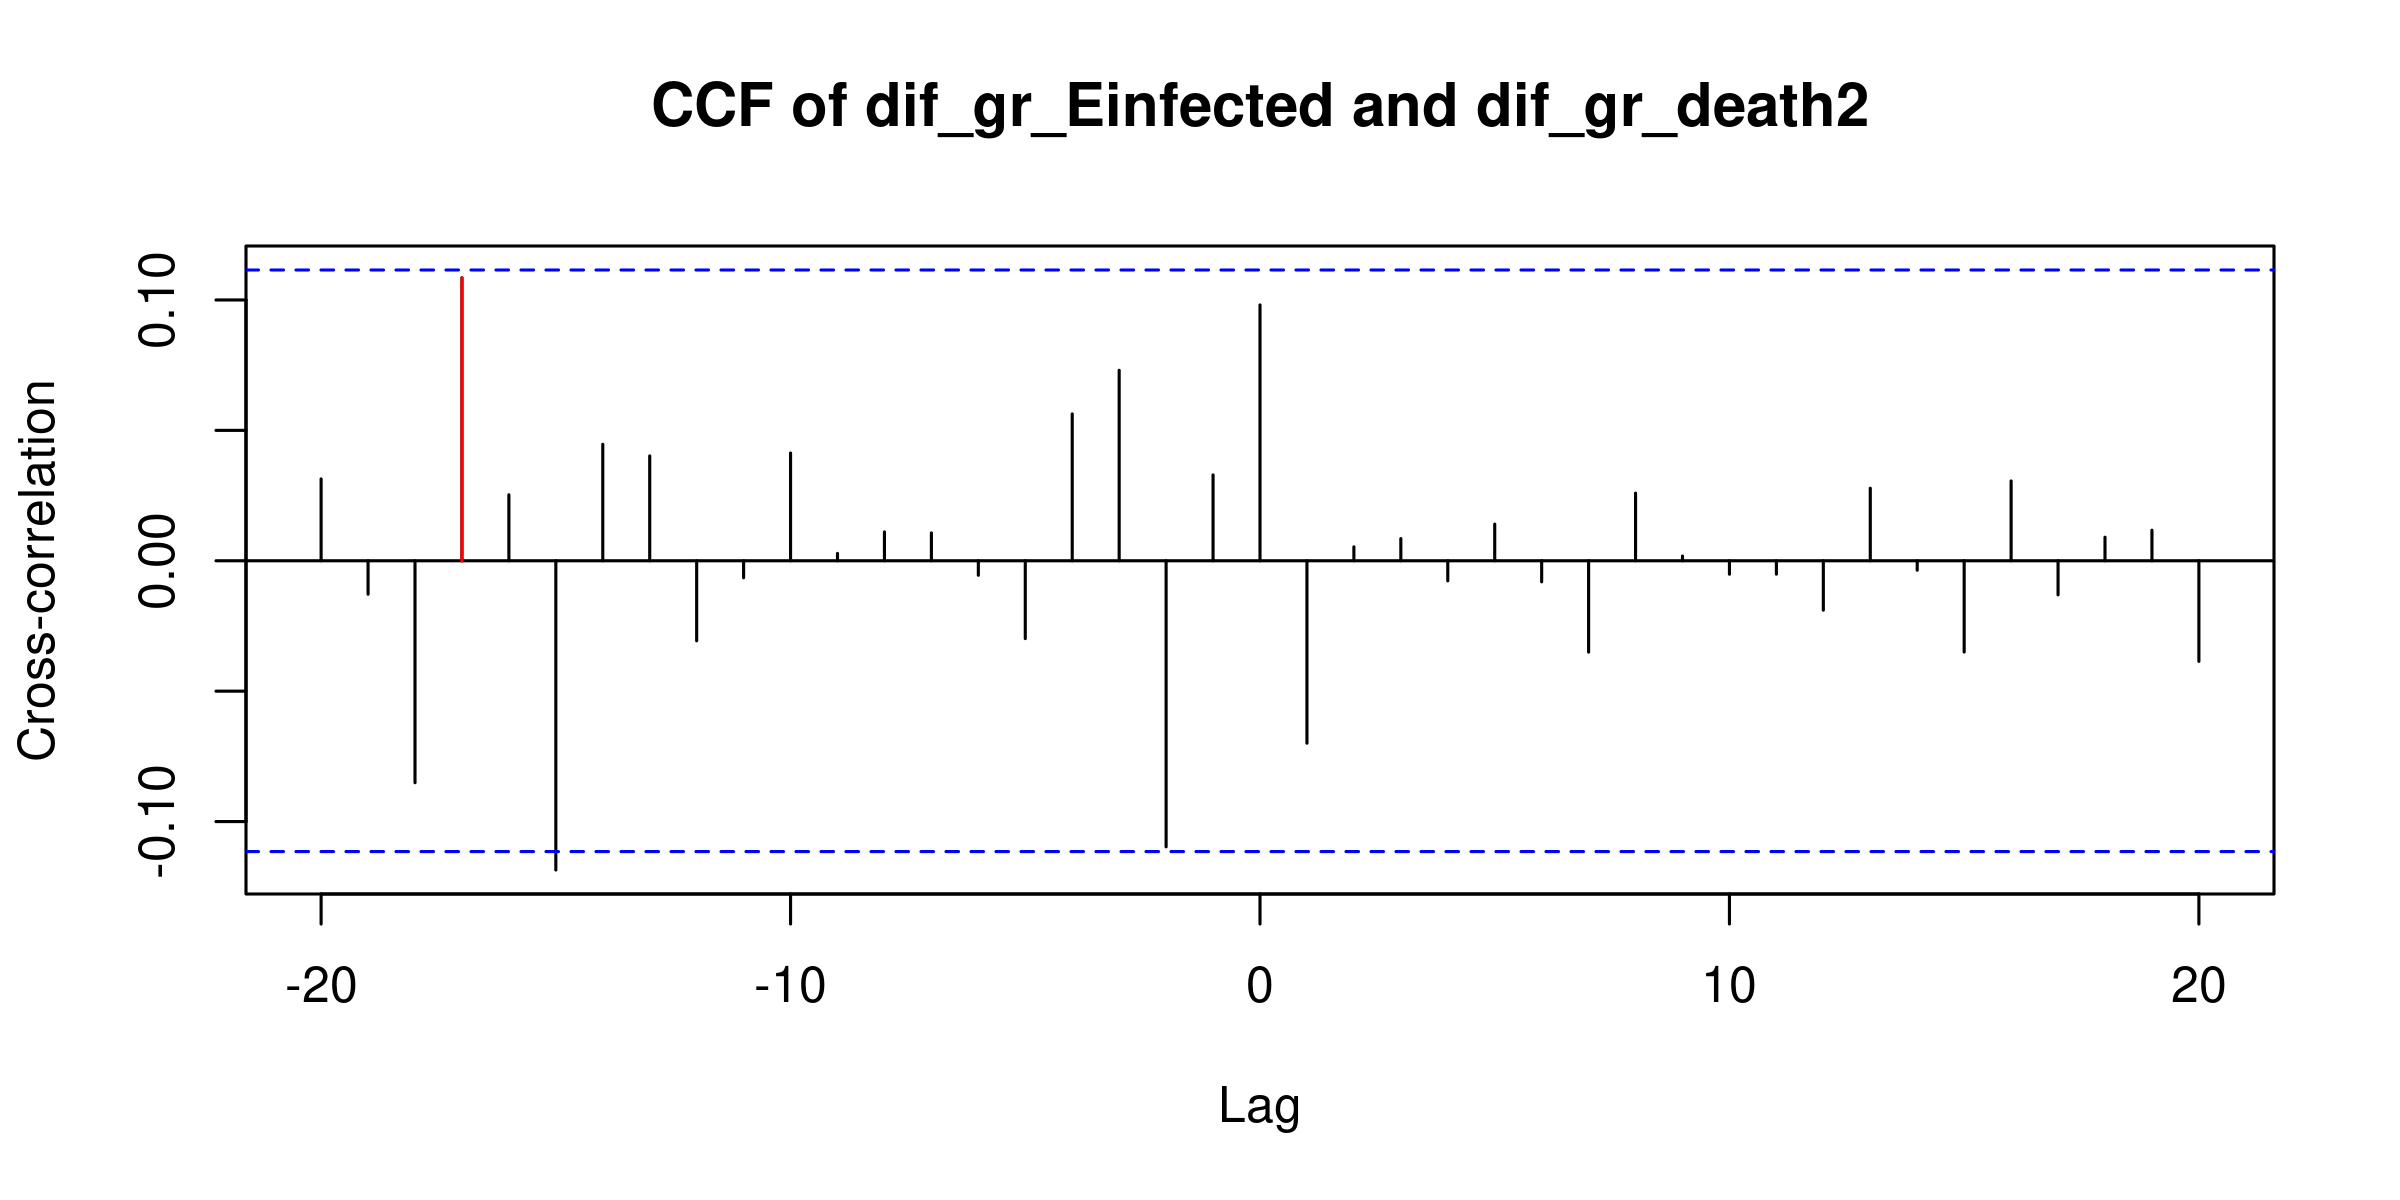 CCF of dif_gr_Einfected and dif_gr_death2
Cross-correlation
0.10
0.00
-0.10
-20 -10 0 10 20
Lag